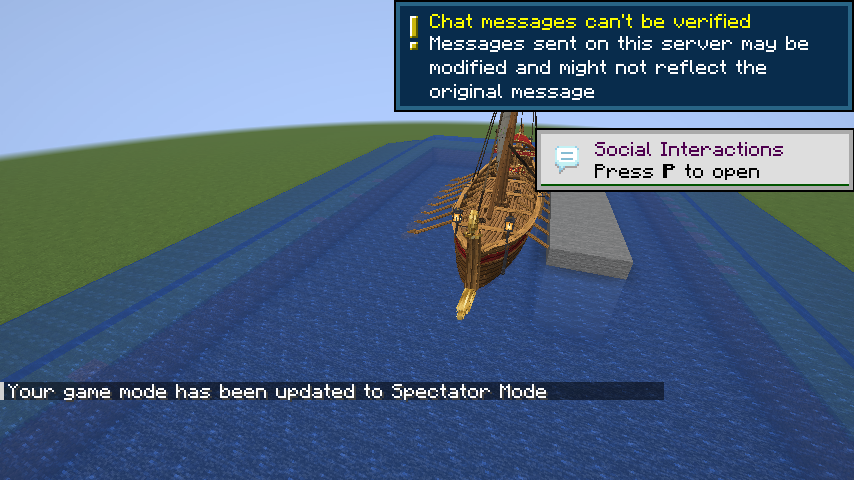 Chat messages can't be verified
Messages sent on this server may be
modified and might not reflect the
original message
Social Interactions
Press P to open
Your game mode has been updated to Spectator Mode